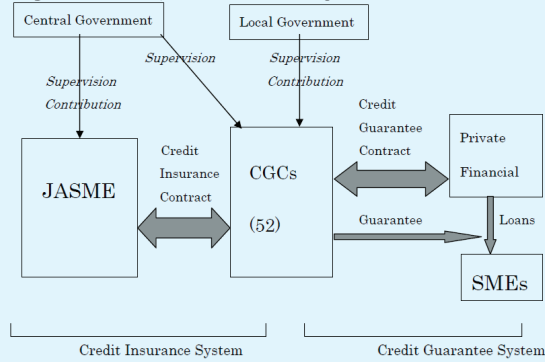 Central Government
Local Government
Supervision
Supervision
Contribution
Supervision
Contribution
Credit
Guarantee
Contract
Private
Financial
Credit
Insurance
Contract
JASME
CGCs
(52)
Guarantee
Loans
SMEs
Credit Insurance System
Credit Guarantee System